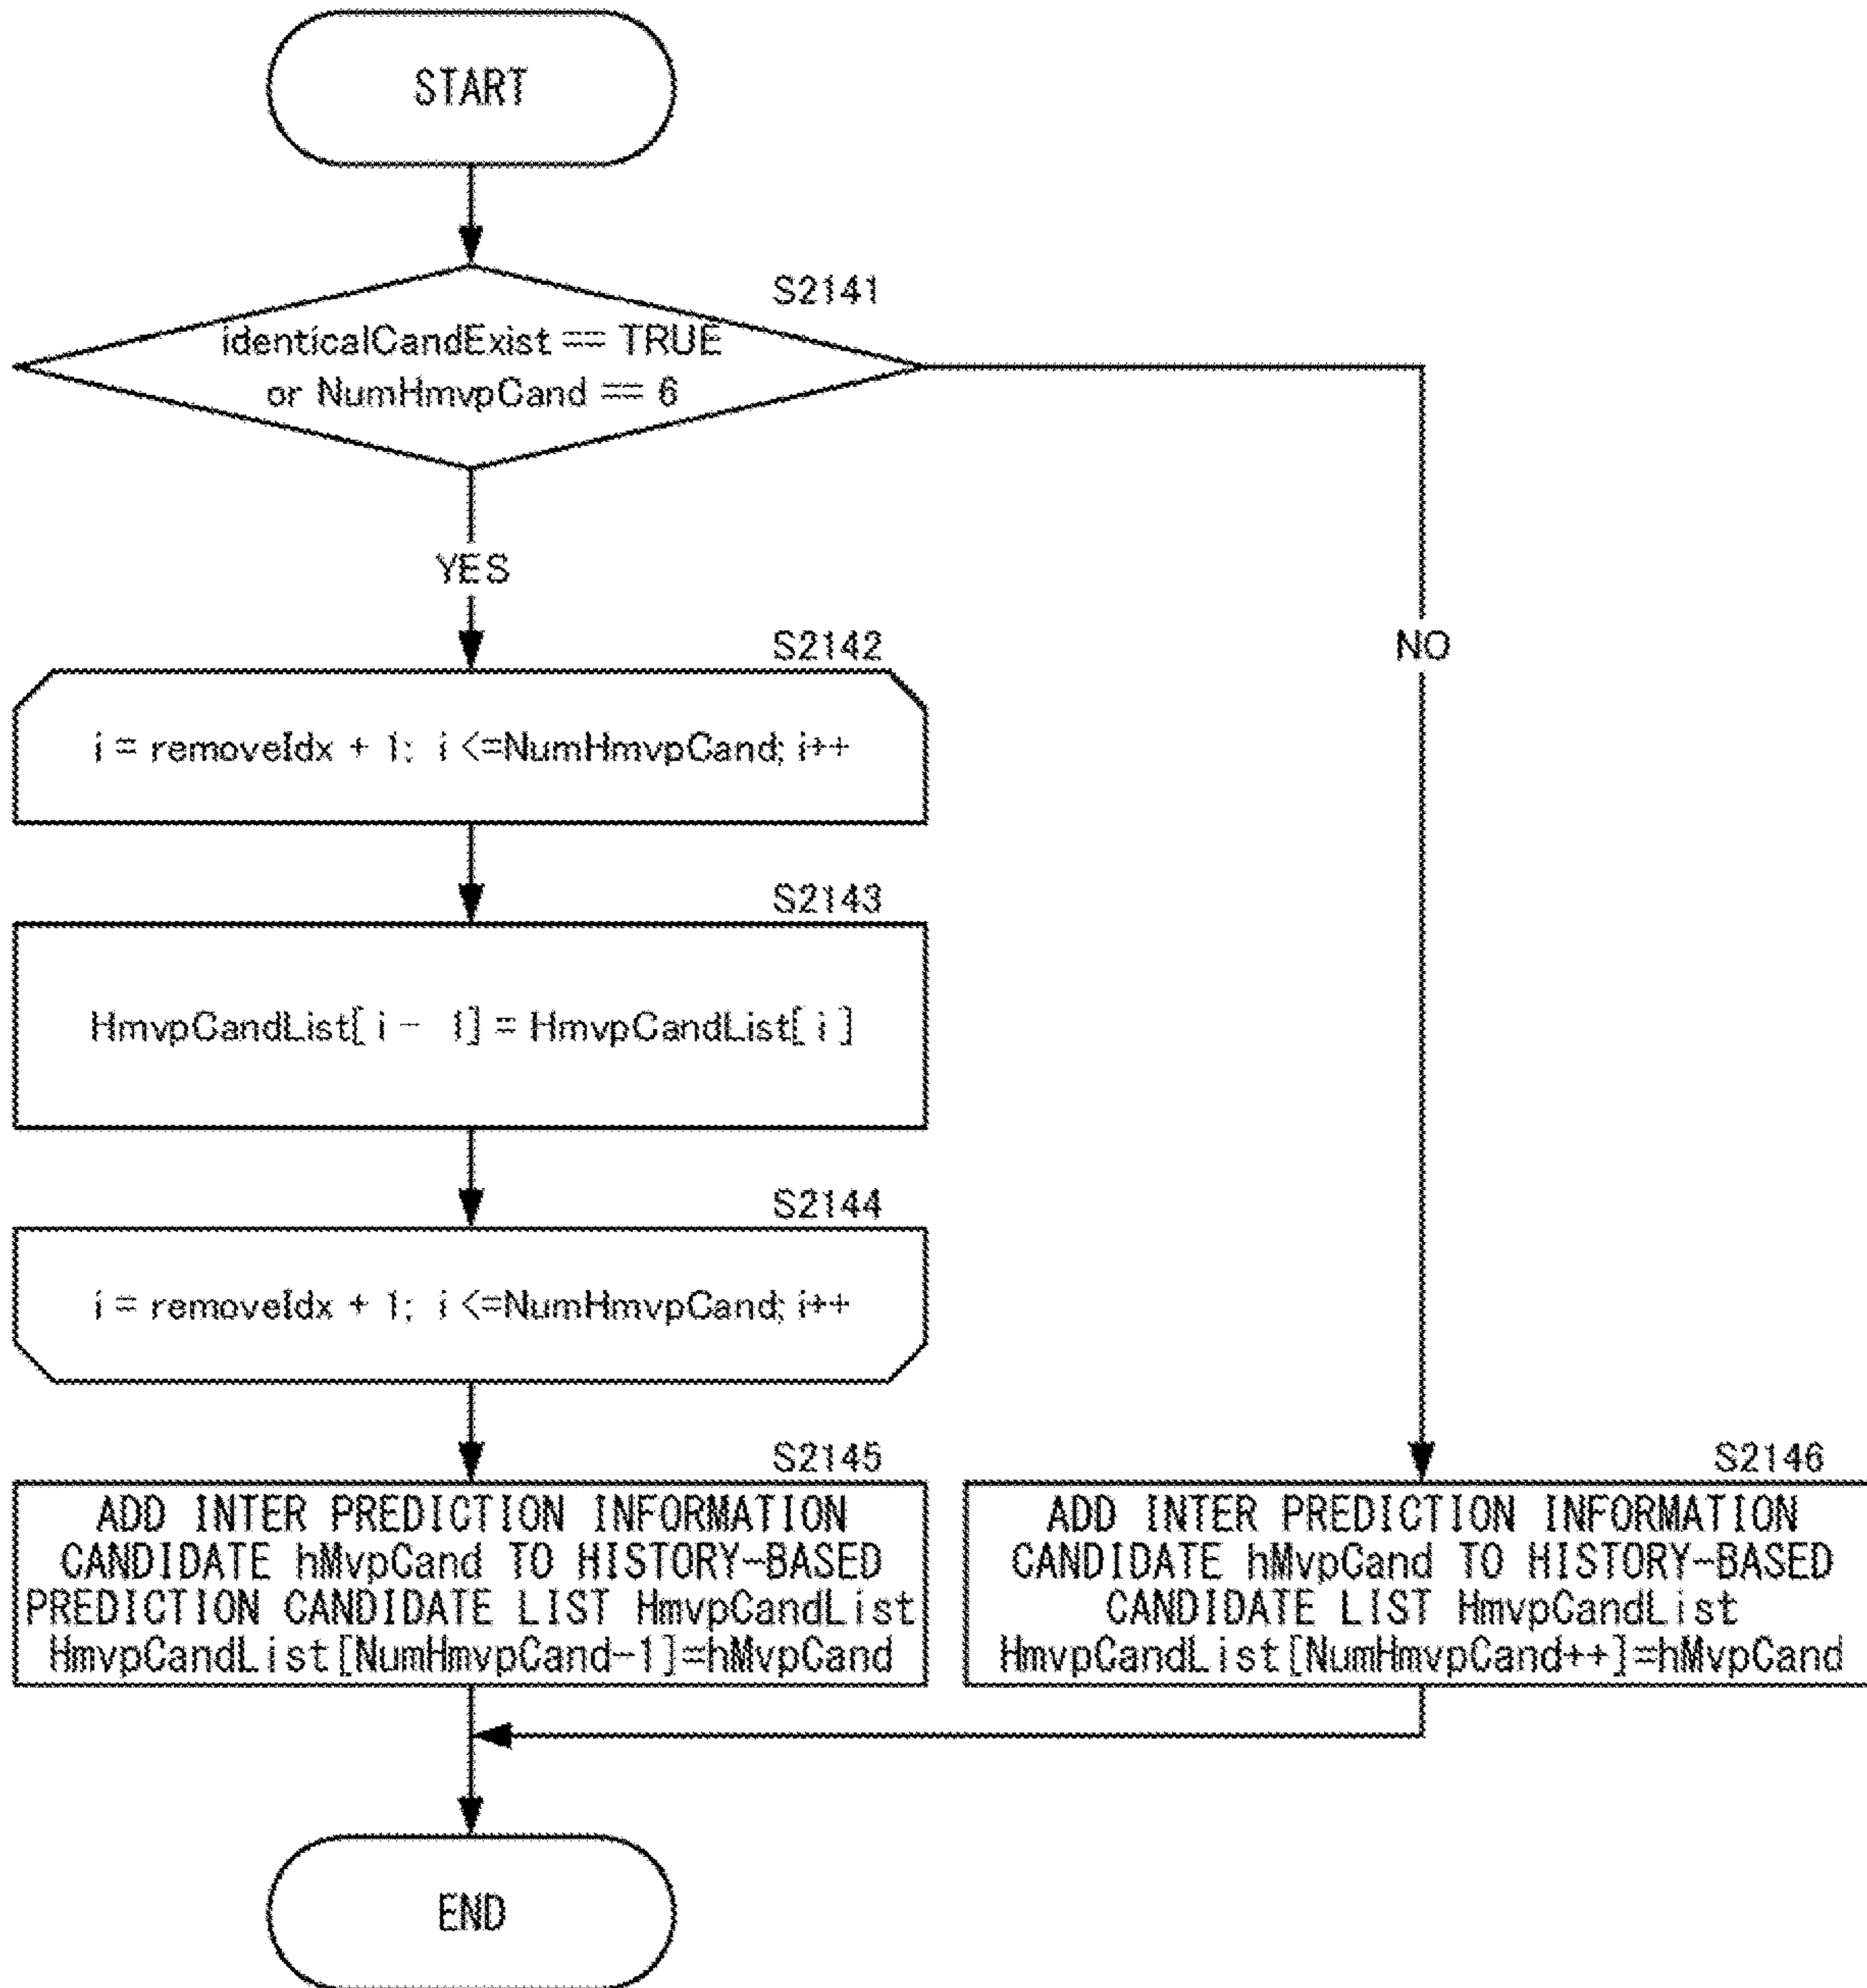 START
S2141
identicalCandExist == TRUE
or NumHmvpCand == 6
YES
NO
S2142
i = removeIdx + 1; i <=NumHmvpCand; i++
S2143
HmvpCandList[ i - 1] = HmvpCandList[ i ]
S2144
i = removeIdx + 1; i <=NumHmvpCand; i++
S2145
ADD INTER PREDICTION INFORMATION
CANDIDATE hMvpCand TO HISTORY-BASED
PREDICTION CANDIDATE LIST HmvpCandList
HmvpCandList[NumHmvpCand-1]=hMvpCand
S2146
ADD INTER PREDICTION INFORMATION
CANDIDATE hMvpCand TO HISTORY-BASED
CANDIDATE LIST HmvpCandList
HmvpCandList[NumHmvpCand++]=hMvpCand
END